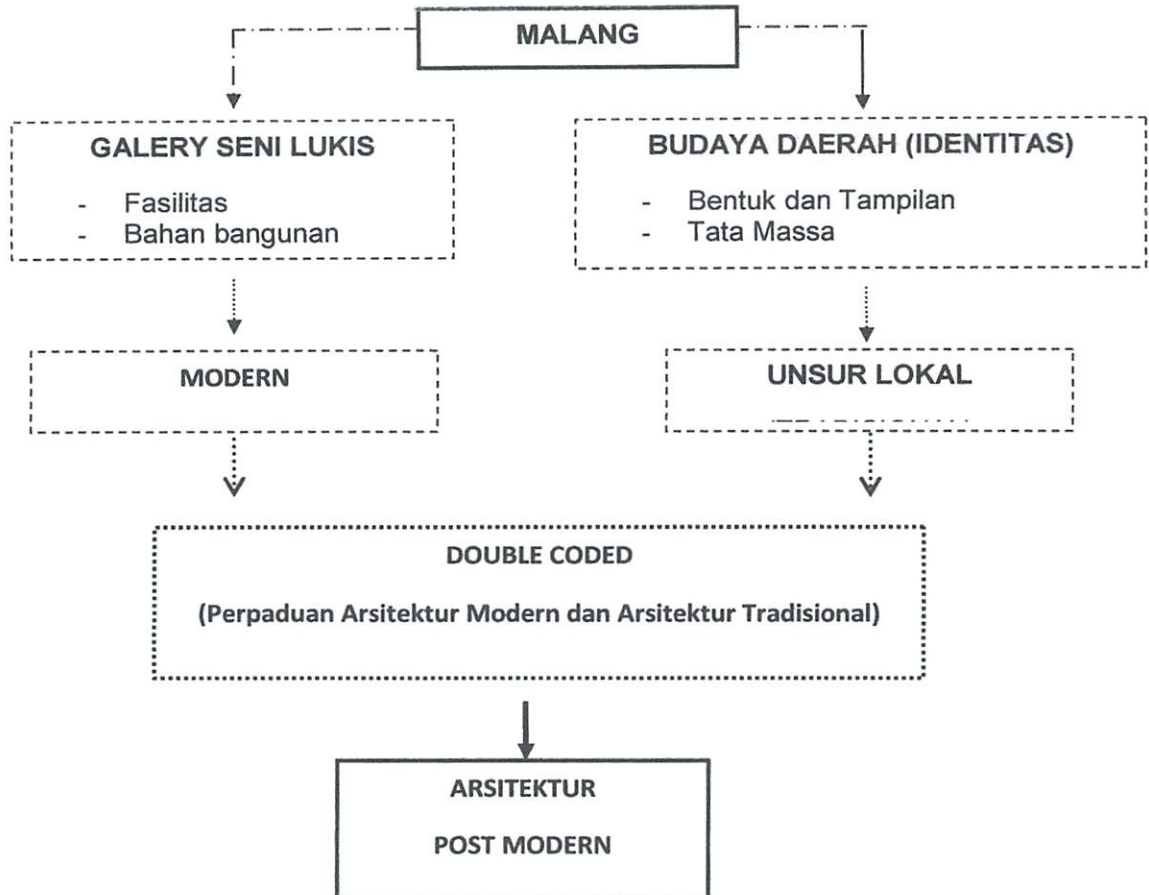 MALANG
GALERY SENI LUKIS
- Fasilitas
- Bahan bangunan
BUDAYA DAERAH (IDENTITAS)
- Bentuk dan Tampilan
- Tata Massa
MODERN
UNSUR LOKAL
DOUBLE CODED
(Perpaduan Arsitektur Modern dan Arsitektur Tradisional)
ARSITEKTUR
POST MODERN